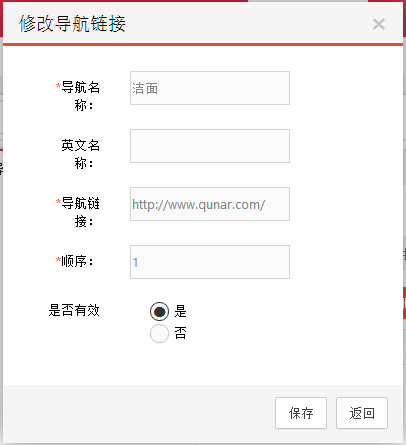 修改导航链接 ×
*导航名
称：
洁面
英文名
称：
*导航链
接：
http://www.qunar.com/
*顺序：
1
是否有效
是
否
保存 返回